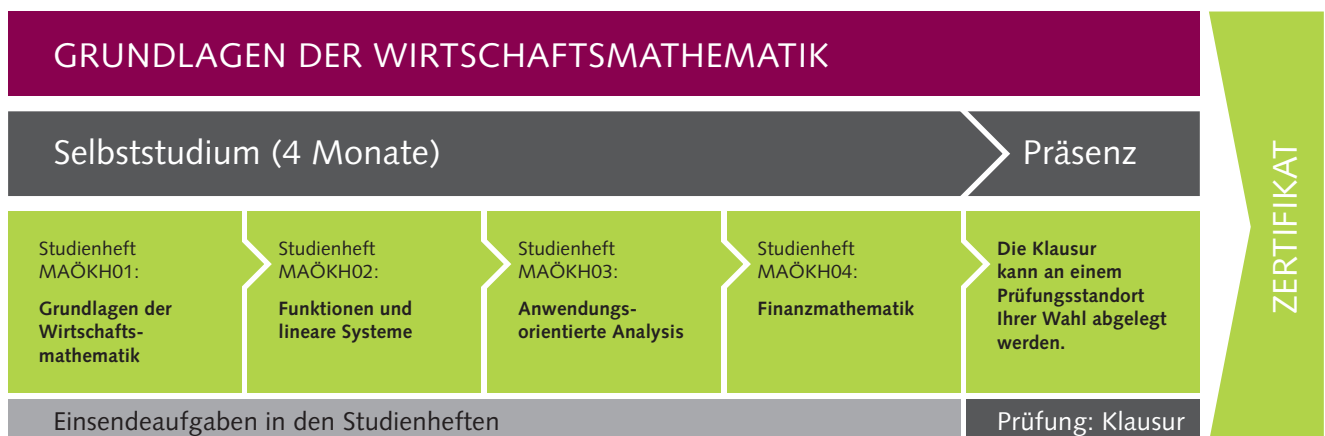 GRUNDLAGEN DER WIRTSCHAFTSMATHEMATIK
Selbststudium (4 Monate)
Präsenz
Studienheft
MAÖKH01:
Grundlagen der
Wirtschafts-
mathematik
Studienheft
MAÖKH02:
Funktionen und
lineare Systeme
Studienheft
MAÖKH03:
Anwendungs-
orientierte Analysis
Studienheft
MAÖKH04:
Finanzmathematik
Die Klausur
kann an einem
Prüfungsstandort
Ihrer Wahl abgelegt
werden.
Einsendeaufgaben in den Studienheften
Prüfung: Klausur
ZERTIFIKAT